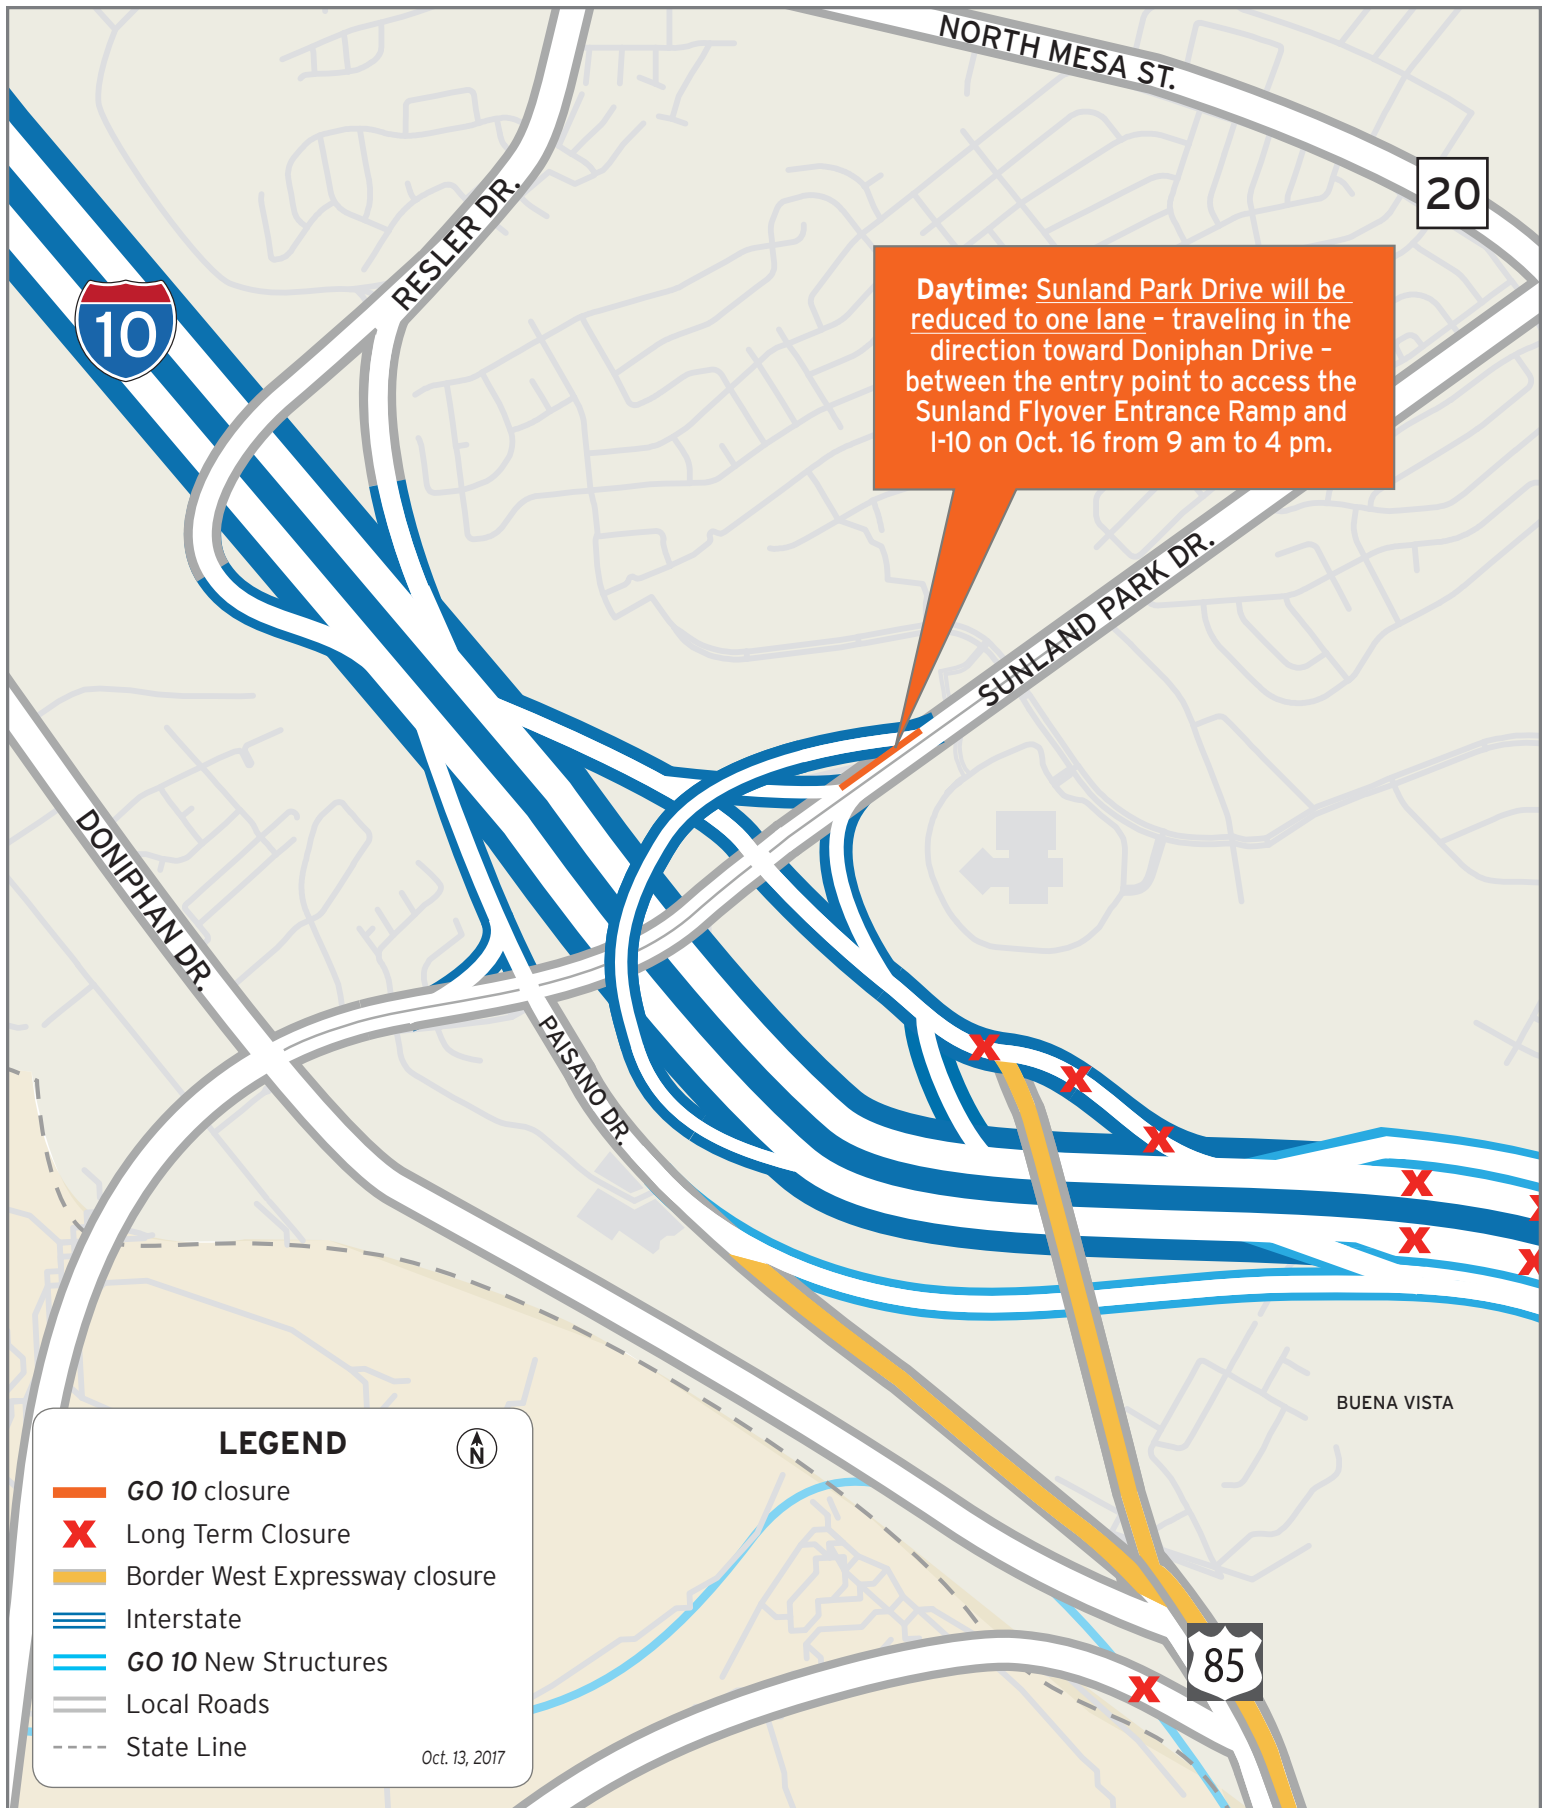 NORTH MESA ST.
20
RESLER DR.
10
Daytime: Sunland Park Drive will be
reduced to one lane – traveling in the
direction toward Doniphan Drive –
between the entry point to access the
Sunland Flyover Entrance Ramp and
I-10 on Oct. 16 from 9 am to 4 pm.
SUNLAND PARK DR.
DONIPHAN DR.
PAISANO DR.
BUENA VISTA
85
LEGEND
N
GO 10 closure
X Long Term Closure
Border West Expressway closure
Interstate
GO 10 New Structures
Local Roads
State Line
Oct. 13, 2017